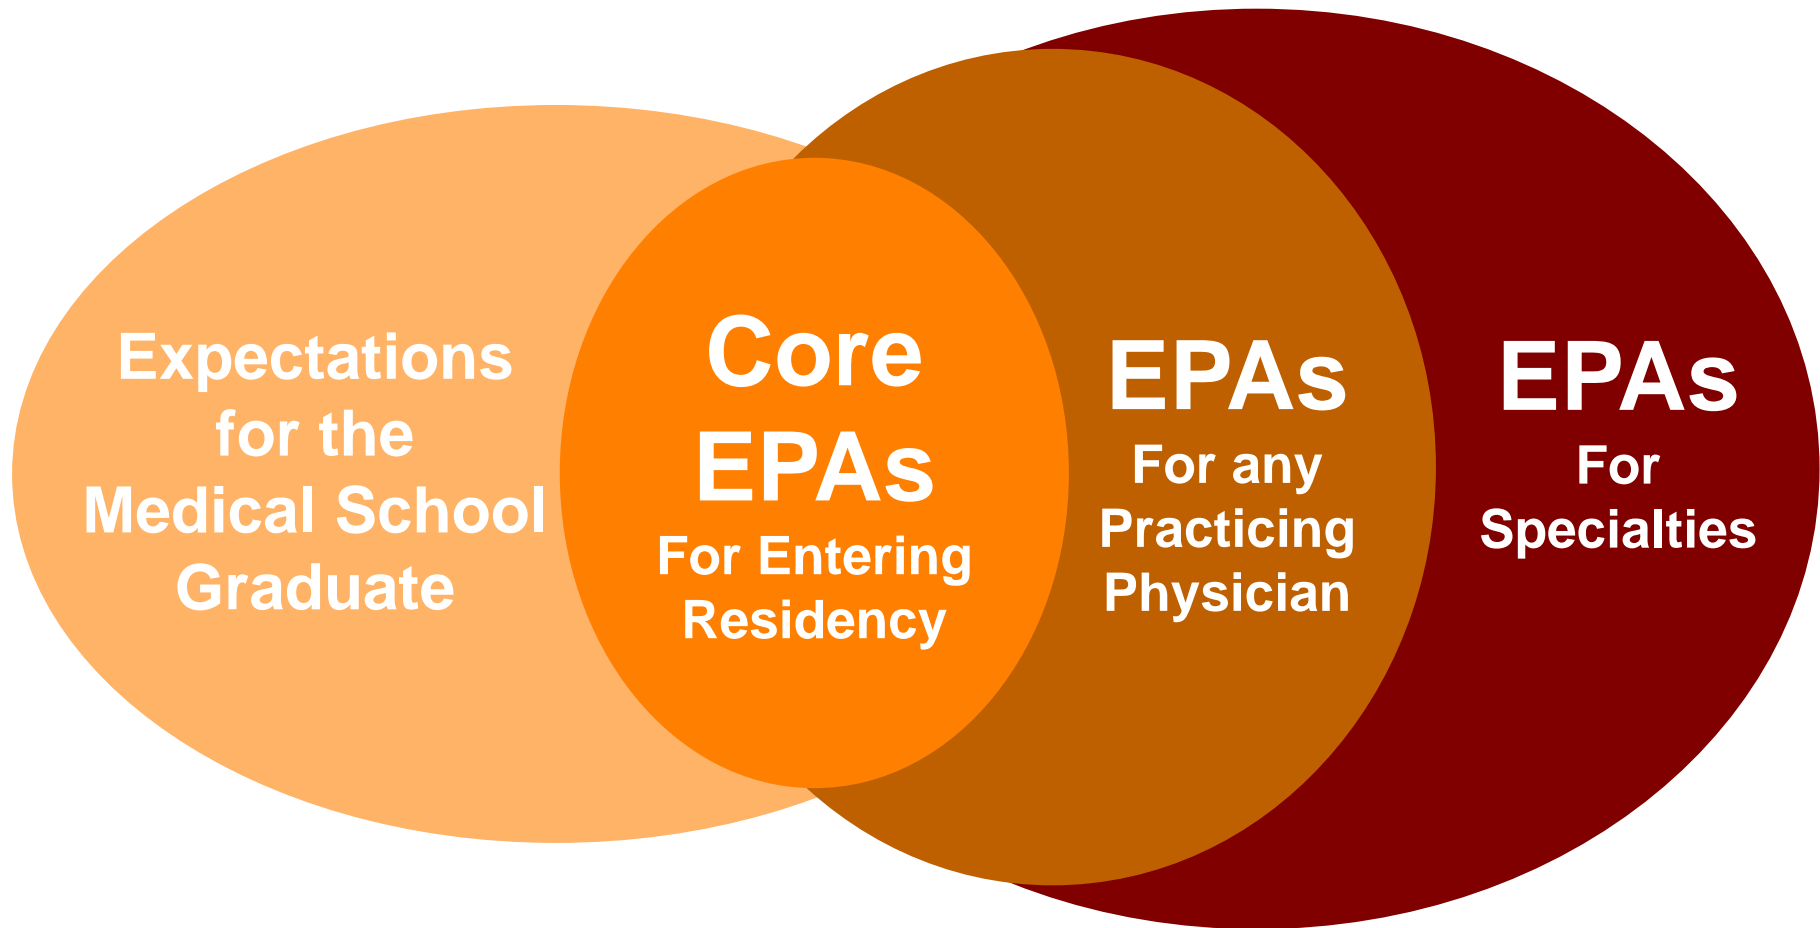 Expectations
for the
Medical School
Graduate
Core
EPAs
For Entering
Residency
EPAs
For any
Practicing
Physician
EPAs
For
Specialties